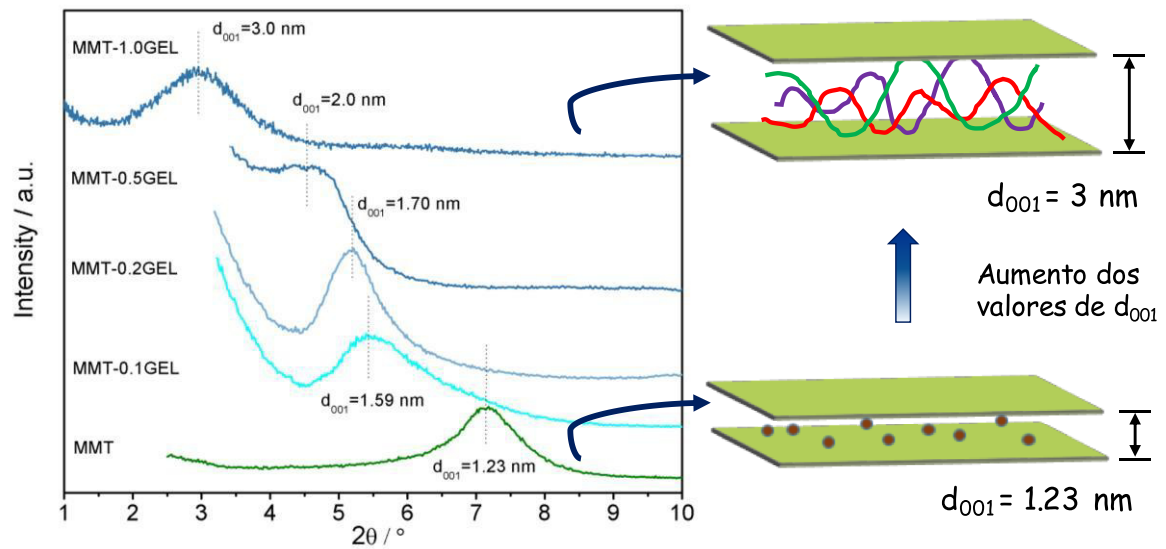 MMT-1.0GEL
d001=3.0 nm
d001=2.0 nm
MMT-0.5GEL
d001=1.70 nm
MMT-0.2GEL
MMT-0.1GEL
d001=1.59 nm
MMT
d001=1.23 nm
Intensity / a.u.
1 2 3 4 5 6 7 8 9 10
2θ / °
d001= 3 nm
Aumento dos
valores de d001
d001= 1.23 nm